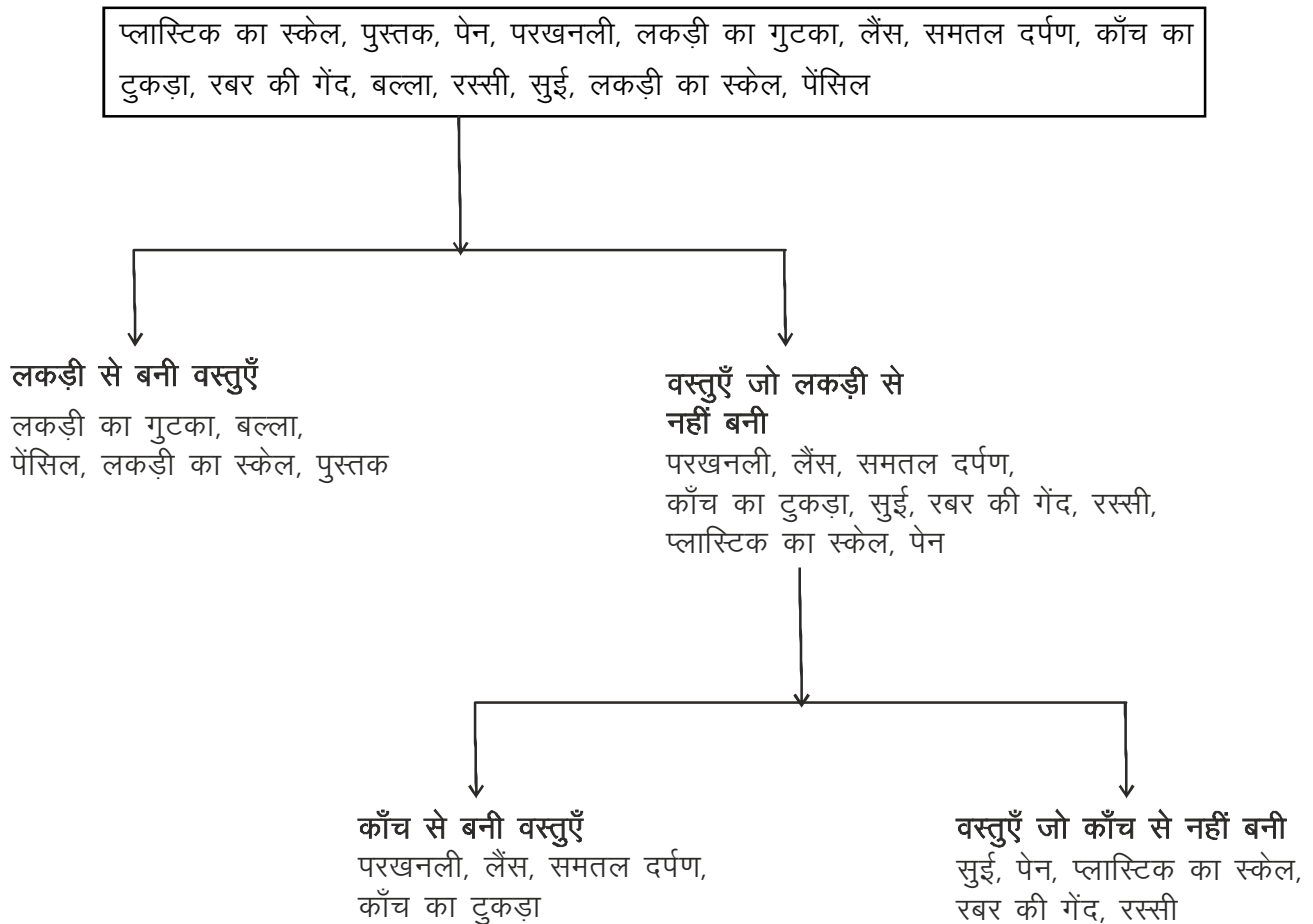 प्लास्टिक का स्केल, पुस्तक, पेन, परखनली, लकड़ी का गुटका, लैंस, समतल दर्पण, काँच का
टुकड़ा, रबर की गेंद, बल्ला, रस्सी, सुई, लकड़ी का स्केल, पेंसिल
लकड़ी से बनी वस्तुएँ
लकड़ी का गुटका, बल्ला,
पेंसिल, लकड़ी का स्केल, पुस्तक
वस्तुएँ जो लकड़ी से
नहीं बनी
परखनली, लैंस, समतल दर्पण,
काँच का टुकड़ा, सुई, रबर की गेंद, रस्सी,
प्लास्टिक का स्केल, पेन
काँच से बनी वस्तुएँ
परखनली, लैंस, समतल दर्पण,
काँच का टुकड़ा
वस्तुएँ जो काँच से नहीं बनी
सुई, पेन, प्लास्टिक का स्केल,
रबर की गेंद, रस्सी